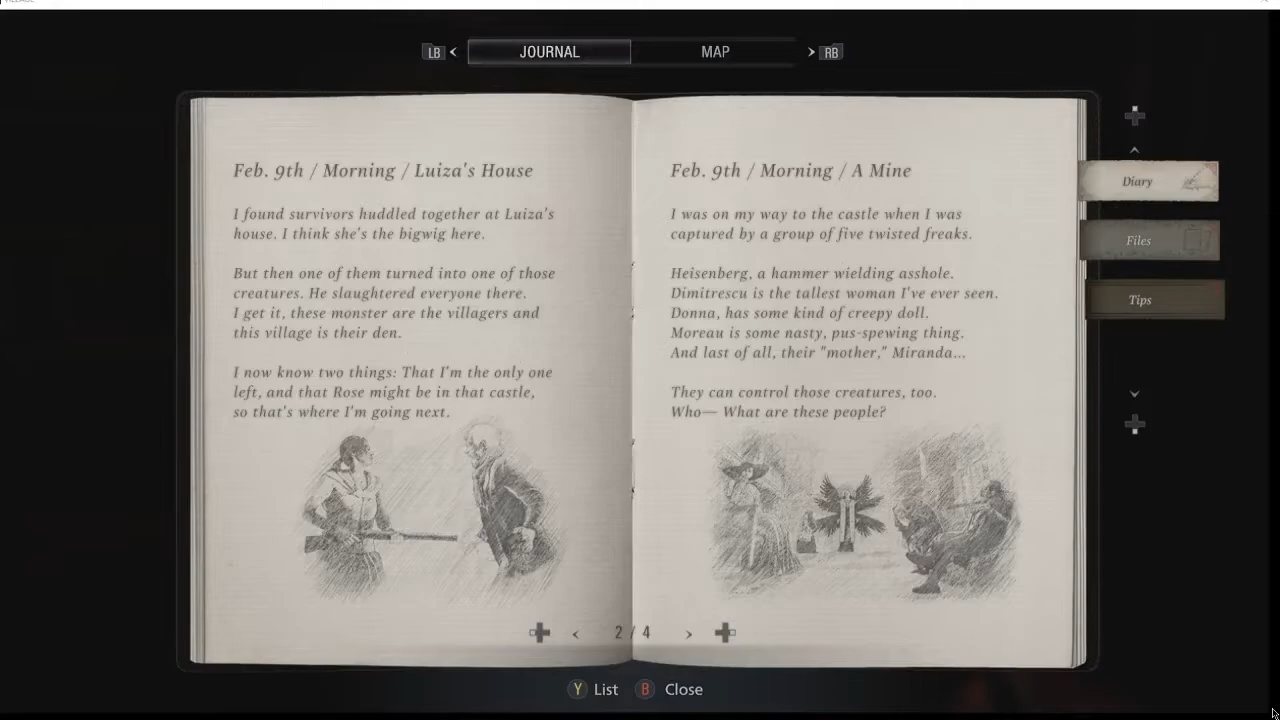 LB
JOURNAL
MAP
RB
Feb. 9th / Morning / Luiza's House
I found survivors huddled together at Luiza's
house. I think she's the bigwig here.
But then one of them turned into one of those
creatures. He slaughtered everyone there.
I get it, these monster are the villagers and
this village is their den.
I now know two things: That I'm the only one
left, and that Rose might be in that castle,
so that's where I'm going next.
Feb. 9th / Morning / A Mine
I was on my way to the castle when I was
captured by a group of five twisted freaks.
Heisenberg, a hammer wielding asshole.
Dimitrescu is the tallest woman I've ever seen.
Donna, has some kind of creepy doll.
Moreau is some nasty, pus-spewing thing.
And last of all, their "mother," Miranda...
They can control those creatures, too.
Who— What are these people?
Diary
Files
Tips
2 / 4
Y List B Close